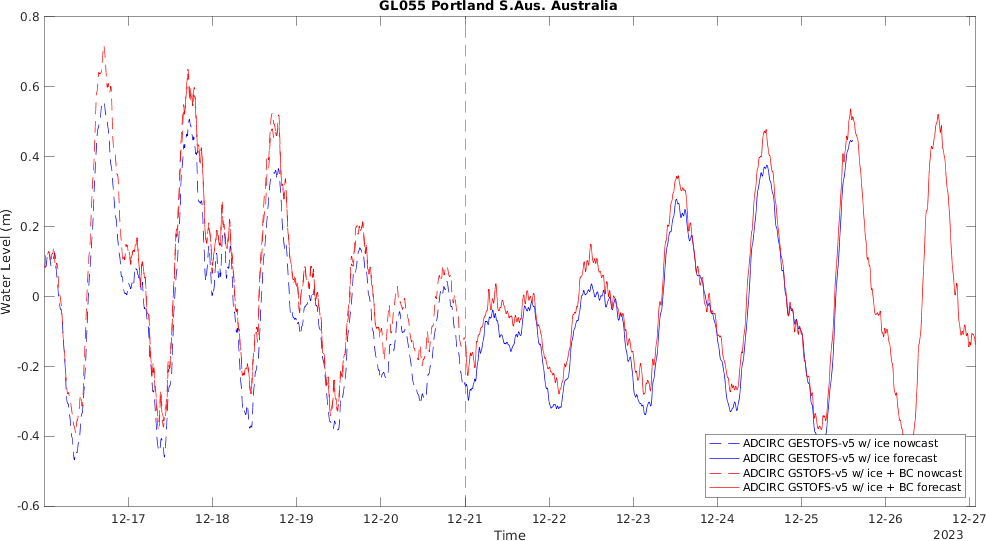 GL055 Portland S.Aus. Australia
0.8
0.6
0.4
0.2
0
-0.2
-0.4
-0.6
Water Level (m)
12-17
12-18
12-19
12-20
12-21
12-22
12-23
12-24
12-25
12-26
12-27
Time
2023
ADCIRC GESTOFS-v5 w/ ice nowcast
ADCIRC GESTOFS-v5 w/ ice forecast
ADCIRC GSTOFS-v5 w/ ice + BC nowcast
ADCIRC GSTOFS-v5 w/ ice + BC forecast